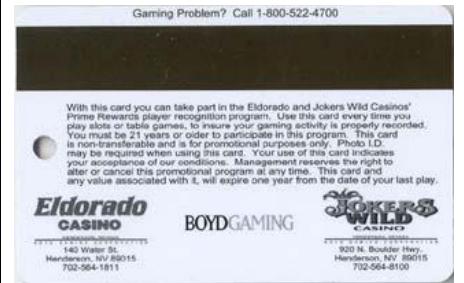 Gaming Problem? Call 1-800-522-4700
With this card you can take part in the Eldorado and Jokers Wild Casinos'
Prime Rewards player recognition program. Use this card every time you
play slots or table games, to insure your gaming activity is properly recorded.
You must be 21 years or older to participate in this program. This card
is non-transferable and is for promotional purposes only. Photo I.D.
may be required when using this card. Your use of this card indicates
your acceptance of our conditions. Management reserves the right to
alter or cancel this promotional program at any time. This card and
any value associated with it, will expire one year from the date of your last play.
Eldorado
CASINO
140 Water St.
Henderson, NV 89015
702-564-1811
BOYDGAMING
JOKERS
WILD
CASINO
920 N. Boulder Hwy.
Henderson, NV 89015
702-564-8100